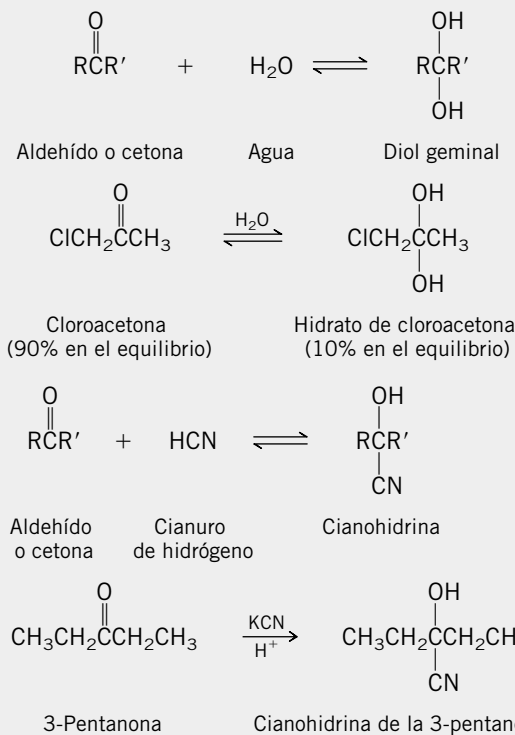 O
RCR′ + H₂O ⇌ RCR′
OH
OH
Aldehído o cetona Agua Diol geminal
O
ClCH₂CCH₃ H₂O ⇌ ClCH₂CCH₃
OH
OH
Cloroacetona Hidrato de cloroacetona
(90% en el equilibrio) (10% en el equilibrio)
O
RCR′ + HCN ⇌ RCR′
OH
CN
Aldehído Cianuro Cianohidrina
o cetona de hidrógeno
O
CH₃CH₂CCH₂CH₃ KCN H⁺ → CH₃CH₂CCH₂CH
OH
CN
3-Pentanona Cianohidrina de la